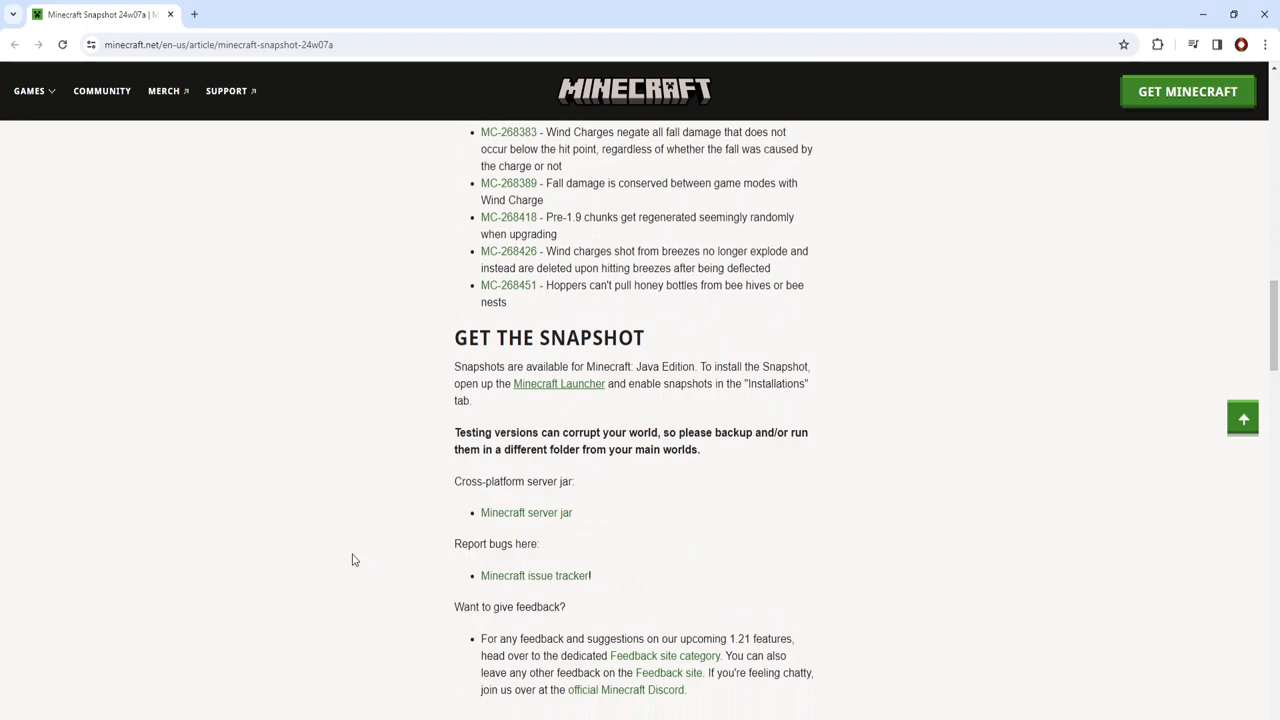 Minecraft Snapshot 24w07a | M
minecraft.net/en-us/article/minecraft-snapshot-24w07a
GAMES
COMMUNITY
MERCH
SUPPORT
MINECRAFT
GET MINECRAFT
MC-268383 - Wind Charges negate all fall damage that does not
occur below the hit point, regardless of whether the fall was caused by
the charge or not
MC-268389 - Fall damage is conserved between game modes with
Wind Charge
MC-268418 - Pre-1.9 chunks get regenerated seemingly randomly
when upgrading
MC-268426 - Wind charges shot from breezes no longer explode and
instead are deleted upon hitting breezes after being deflected
MC-268451 - Hoppers can't pull honey bottles from bee hives or bee
nests
GET THE SNAPSHOT
Snapshots are available for Minecraft: Java Edition. To install the Snapshot,
open up the Minecraft Launcher and enable snapshots in the "Installations"
tab.
Testing versions can corrupt your world, so please backup and/or run
them in a different folder from your main worlds.
Cross-platform server jar:
Minecraft server jar
Report bugs here:
Minecraft issue tracker!
Want to give feedback?
For any feedback and suggestions on our upcoming 1.21 features,
head over to the dedicated Feedback site category. You can also
leave any other feedback on the Feedback site. If you're feeling chatty,
join us over at the official Minecraft Discord.